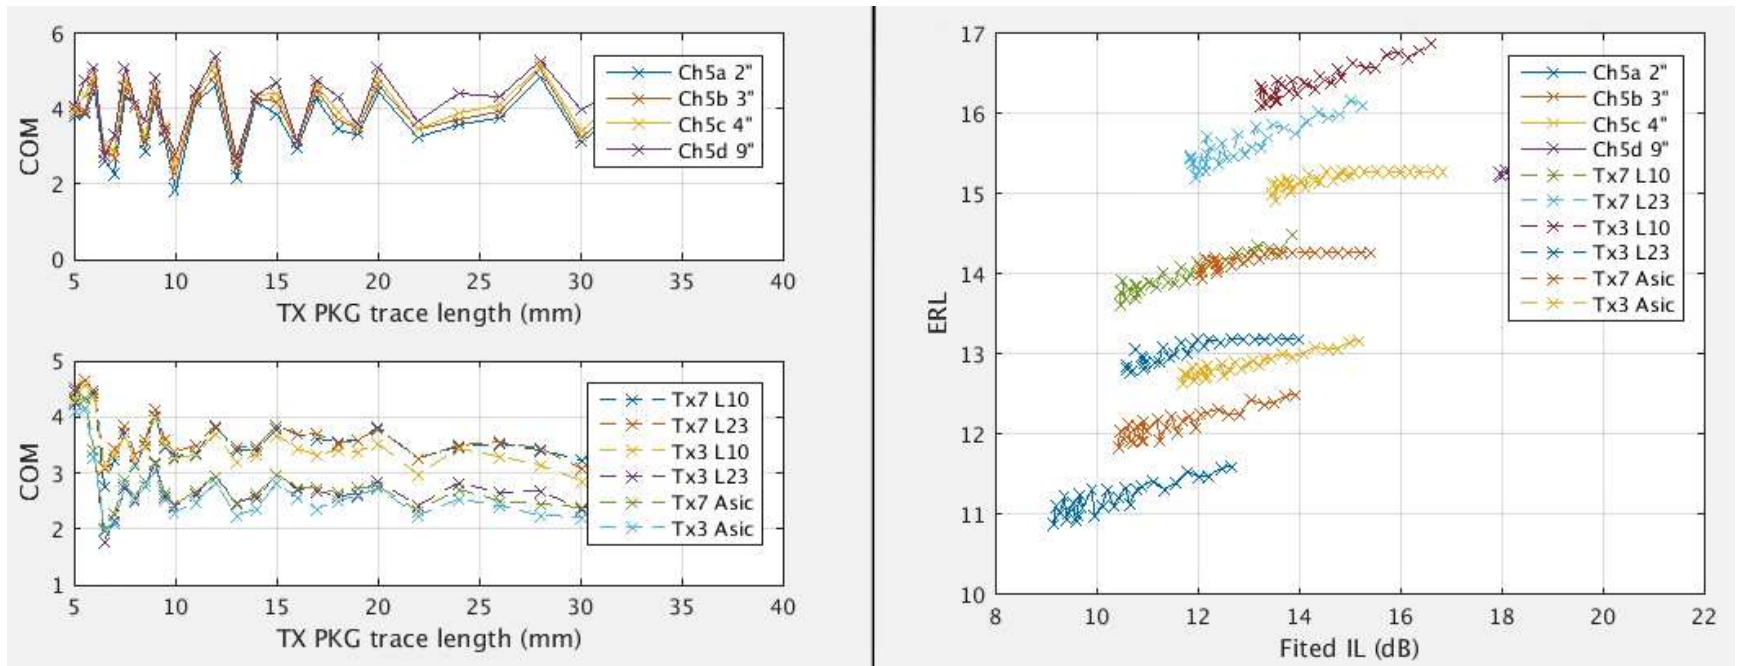 6
4
2
0
COM
5
10
15
20
25
30
35
40
TX PKG trace length (mm)
Ch5a 2"
Ch5b 3"
Ch5c 4"
Ch5d 9"
5
4
3
2
1
COM
5
10
15
20
25
30
35
40
TX PKG trace length (mm)
Tx7 L10
Tx7 L23
Tx3 L10
Tx3 L23
Tx7 Asic
Tx3 Asic
17
16
15
14
13
12
11
10
ERL
8
10
12
14
16
18
20
22
Fited IL (dB)
Ch5a 2"
Ch5b 3"
Ch5c 4"
Ch5d 9"
Tx7 L10
Tx7 L23
Tx3 L10
Tx3 L23
Tx7 Asic
Tx3 Asic